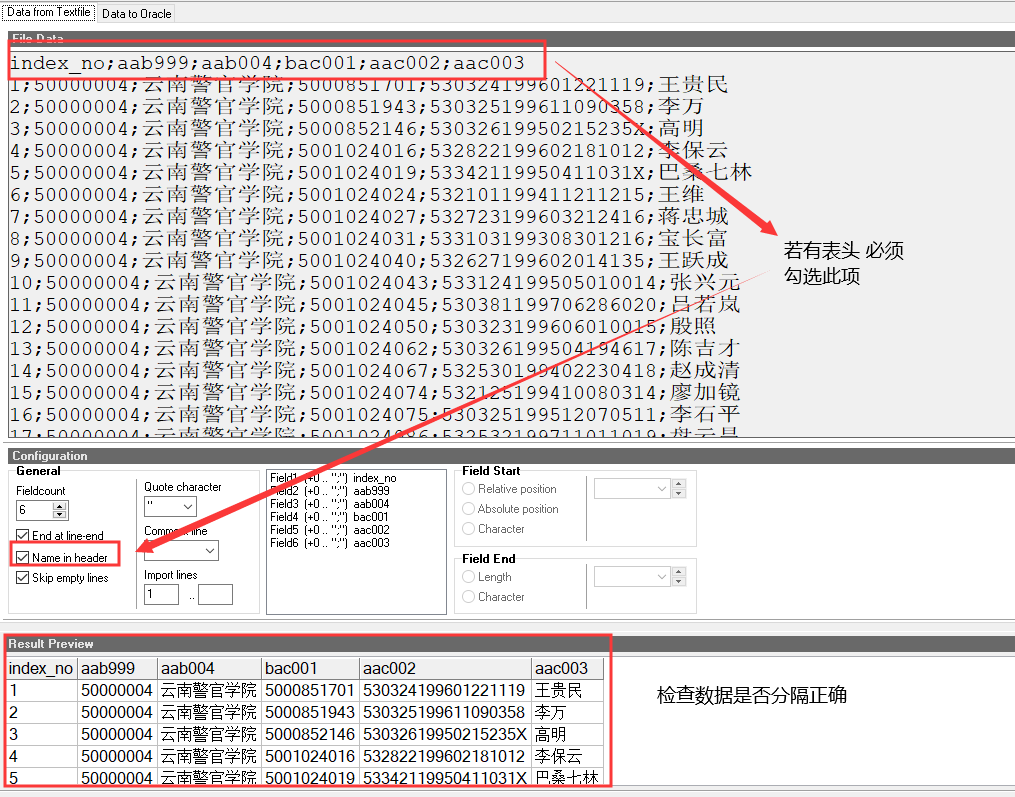 Data from Textfile Data to Oracle
File Data
index_no;aab999;aab004;bac001;aac002;aac003
1;50000004;云南警官学院;5000851701;530324199601221119;王贵民
2;50000004;云南警官学院;5000851943;530325199611090358;李万
3;50000004;云南警官学院;5000852146;53032619950215235X;高明
4;50000004;云南警官学院;5001024016;532822199602181012;李保云
5;50000004;云南警官学院;5001024019;53342119950411031X;巴桑七林
6;50000004;云南警官学院;5001024024;532101199411211215;王维
7;50000004;云南警官学院;5001024027;532723199603212416;蒋忠城
8;50000004;云南警官学院;5001024031;533103199308301216;宝长富
9;50000004;云南警官学院;5001024040;532627199602014135;王跃成
10;50000004;云南警官学院;5001024043;533124199505010014;张兴元
11;50000004;云南警官学院;5001024045;530381199706286020;吕若岚
12;50000004;云南警官学院;5001024050;530323199606010015;殷照
13;50000004;云南警官学院;5001024062;530326199504194617;陈吉才
14;50000004;云南警官学院;5001024067;532530199402230418;赵成清
15;50000004;云南警官学院;5001024074;532125199410080314;廖加镜
16;50000004;云南警官学院;5001024075;530325199512070511;李石平
17;50000004;云南警官学院;5001024086;532532199711011019;盘云昌
若有表头 必须
勾选此项
Configuration
General
Fieldcount
6
End at line-end
Name in header
Skip empty lines
Quote character
"
Comment line
Import lines
1 ..
Field1 (+0 .. ";") index_no
Field2 (+0 .. ";") aab999
Field3 (+0 .. ";") aab004
Field4 (+0 .. ";") bac001
Field5 (+0 .. ";") aac002
Field6 (+0 .. ";") aac003
Field Start
Relative position
Absolute position
Character
Field End
Length
Character
Result Preview
index_no aab999 aab004 bac001 aac002 aac003
1 50000004 云南警官学院 5000851701 530324199601221119 王贵民
2 50000004 云南警官学院 5000851943 530325199611090358 李万
3 50000004 云南警官学院 5000852146 53032619950215235X 高明
4 50000004 云南警官学院 5001024016 532822199602181012 李保云
5 50000004 云南警官学院 5001024019 53342119950411031X 巴桑七林
检查数据是否分隔正确